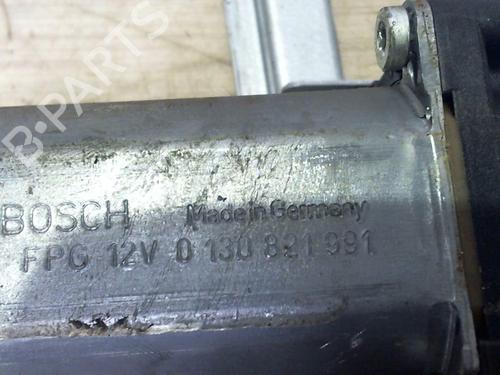 B-PARTS
BOSCH Made in Germany
FPG 12V 0 130 821 991